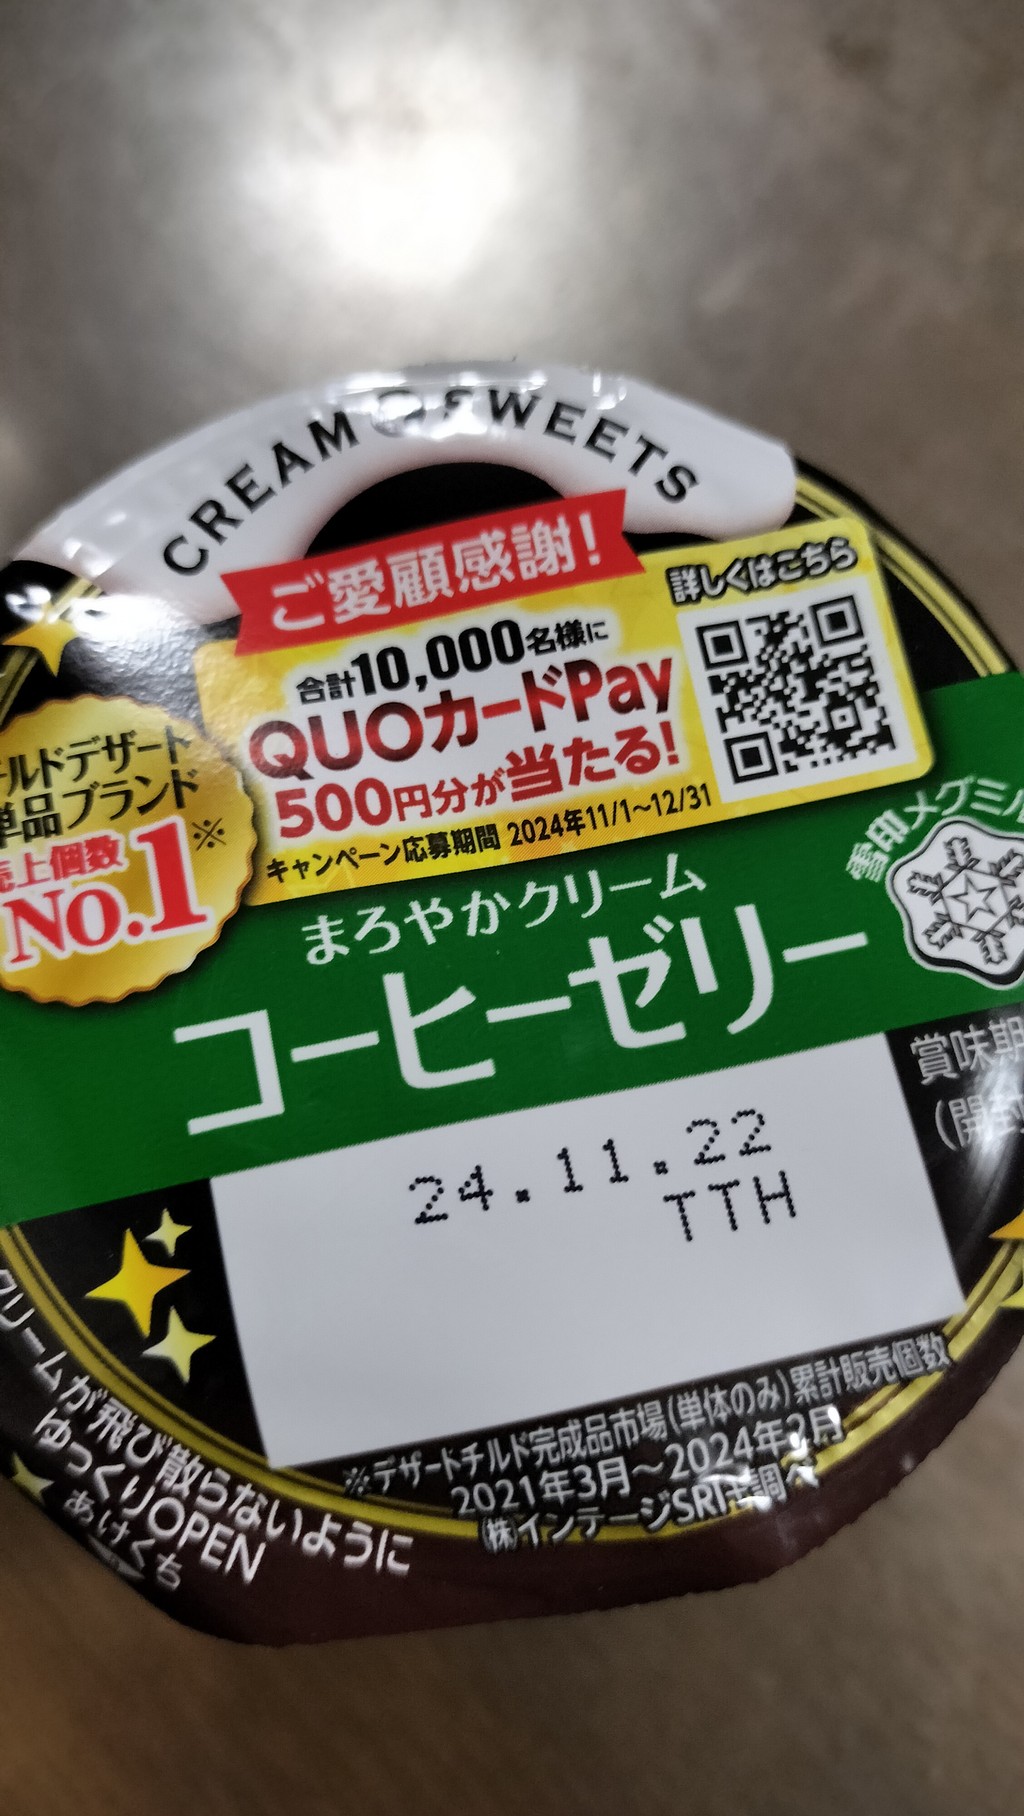 CREAM SWEETS
ご愛顧感謝!
詳しくはこちら
合計10,000名様に
QUOカードPay
500円分が当たる!
キャンペーン応募期間 2024年11/1~12/31
ルドデザート
単品ブランド
売上個数
No.1※
雪印メグミル
まろやかクリーム
コーヒーゼリー
賞味期
(開封
24.11.22
TTH
クリームが飛び散らないように
ゆっくりOPEN
あけくち
※デザートチルド完成品市場(単体のみ)累計販売個数
2021年3月~2024年2月
(株)インテージSRI+調べ